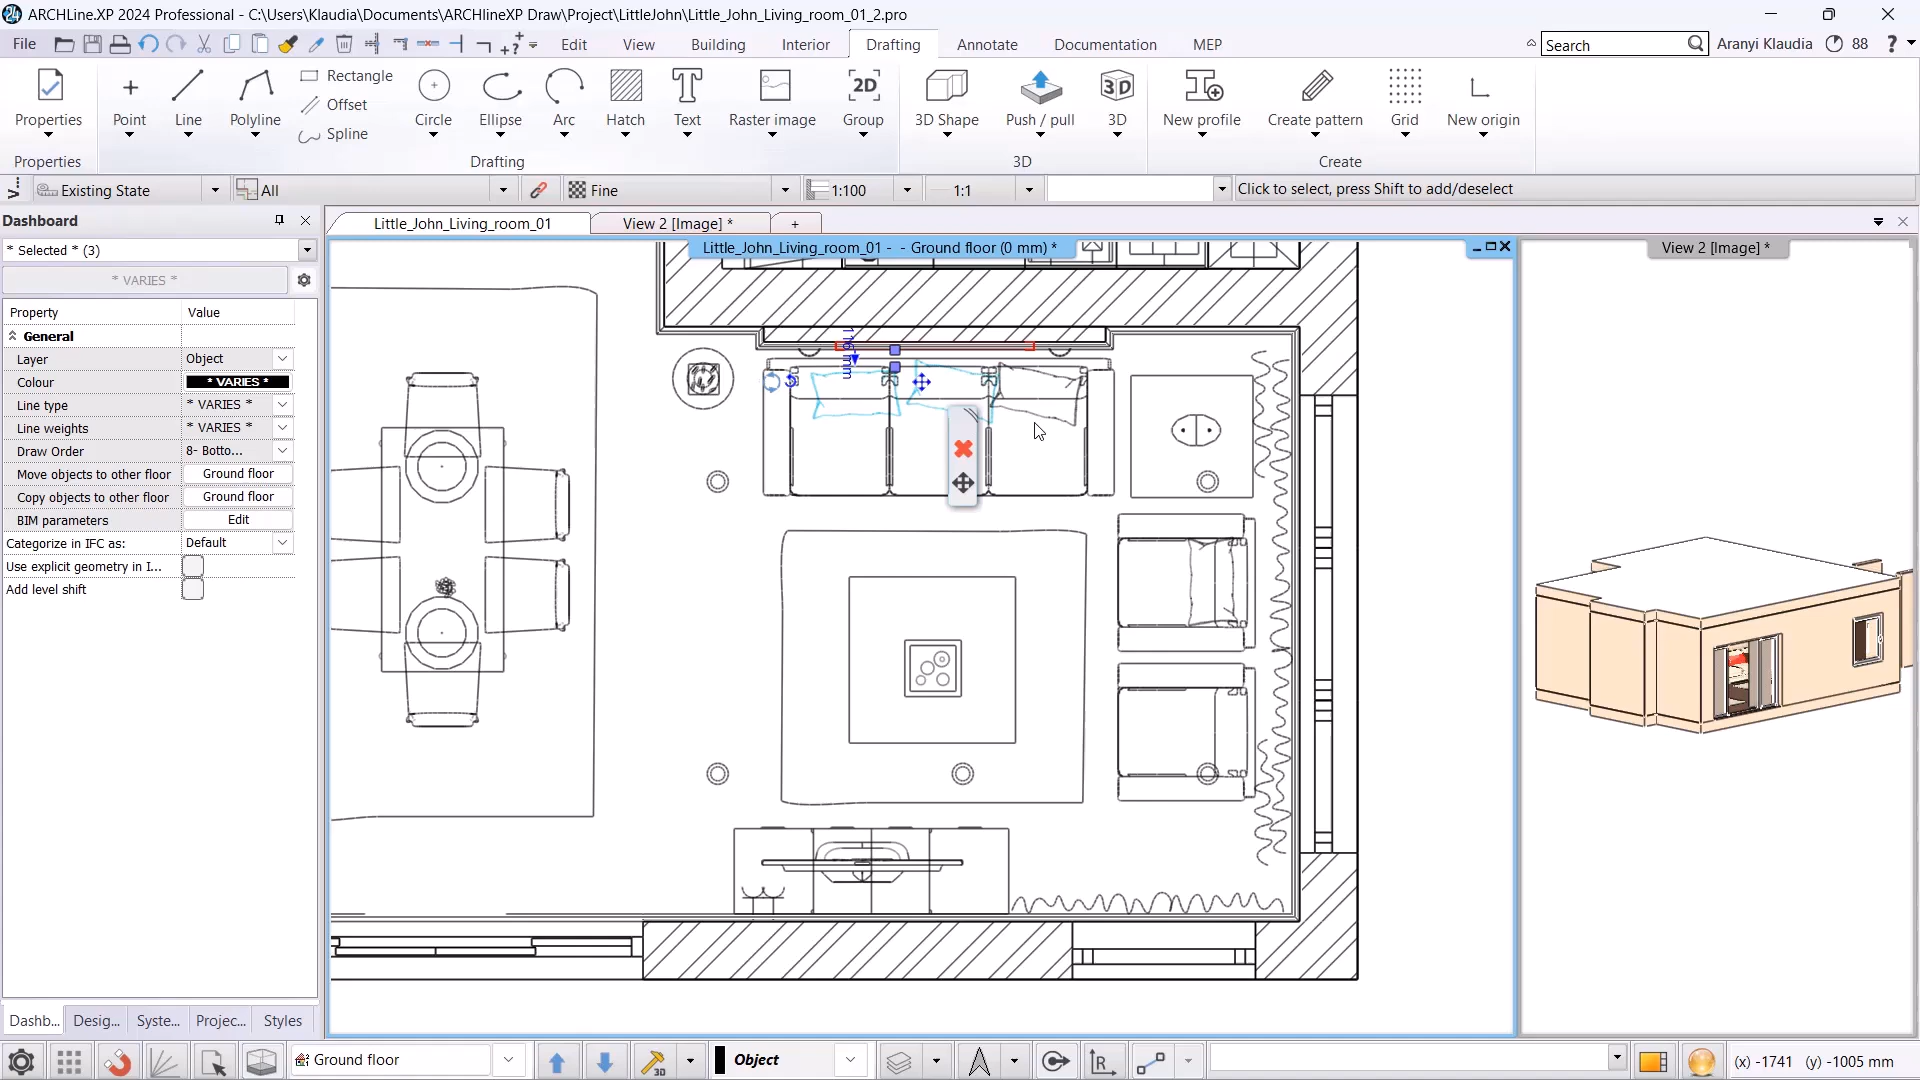 ARCHLine.XP 2024 Professional - C:\Users\Klaudia\Documents\ARCHlineXP Draw\Project\LittleJohn\Little_John_Living_room_01_2.pro
File Edit View Building Interior Drafting Annotate Documentation MEP Search Aranyi Klaudia 88 ?
Properties Point Line Polyline Rectangle Offset Spline Circle Ellipse Arc Hatch Text Raster image 2D Group 3D Shape Push / pull 3D New profile Create pattern Grid New origin
Properties Drafting 3D Create
Existing State All Fine 1:100 1:1 Click to select, press Shift to add/deselect
Dashboard
* Selected * (3)
* VARIES *
Property Value
General
Layer Object
Colour * VARIES *
Line type * VARIES *
Line weights * VARIES *
Draw Order 8- Botto...
Move objects to other floor Ground floor
Copy objects to other floor Ground floor
BIM parameters Edit
Categorize in IFC as: Default
Use explicit geometry in I...
Add level shift
Dashb... Desig... Syste... Projec... Styles
Little_John_Living_room_01 View 2 [Image] * +
Little_John_Living_room_01 - - Ground floor (0 mm) *
View 2 [Image] *
Ground floor Object (x) -1741 (y) -1005 mm